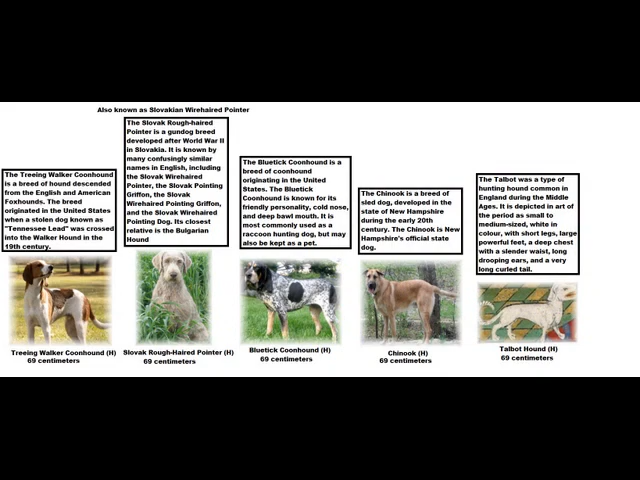 Also known as Slovakian Wirehaired Pointer
The Treeing Walker Coonhound
is a breed of hound descended
from the English and American
Foxhounds. The breed
originated in the United States
when a stolen dog known as
"Tennessee Lead" was crossed
into the Walker Hound in the
19th century.
The Slovak Rough-haired
Pointer is a gundog breed
developed after World War II
in Slovakia. It is known by
many confusingly similar
names in English, including
the Slovak Wirehaired
Pointer, the Slovak Pointing
Griffon, the Slovak
Wirehaired Pointing Griffon,
and the Slovak Wirehaired
Pointing Dog. Its closest
relative is the Bulgarian
Hound
The Bluetick Coonhound is a
breed of coonhound
originating in the United
States. The Bluetick
Coonhound is known for its
friendly personality, cold nose,
and deep bawl mouth. It is
most commonly used as a
raccoon hunting dog, but may
also be kept as a pet.
The Chinook is a breed of
sled dog, developed in the
state of New Hampshire
during the early 20th
century. The Chinook is New
Hampshire's official state
dog.
The Talbot was a type of
hunting hound common in
England during the Middle
Ages. It is depicted in art of
the period as small to
medium-sized, white in
colour, with short legs, large
powerful feet, a deep chest
with a slender waist, long
drooping ears, and a very
long curled tail.
Treeing Walker Coonhound (H)
69 centimeters
Slovak Rough-Haired Pointer (H)
69 centimeters
Bluetick Coonhound (H)
69 centimeters
Chinook (H)
69 centimeters
Talbot Hound (H)
69 centimeters